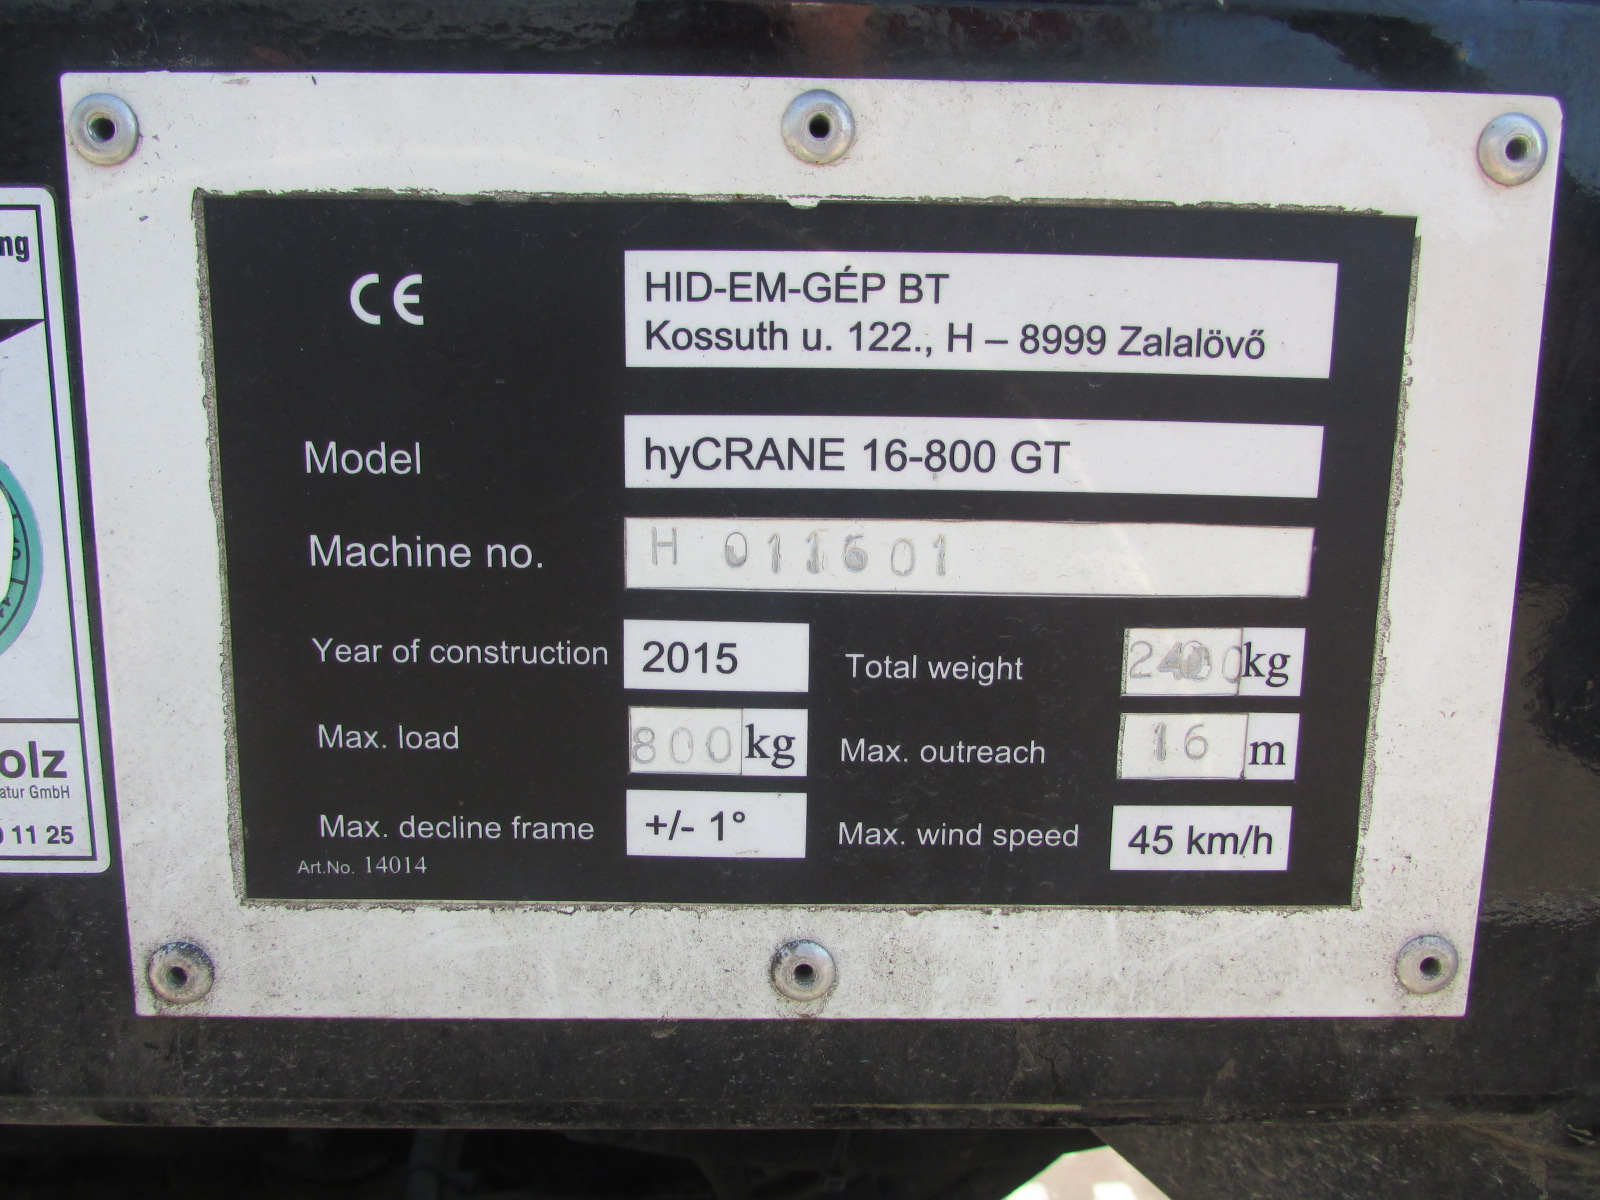 ng
olz
atur GmbH
11 25
CE
HID-EM-GÉP BT
Kossuth u. 122., H – 8999 Zalalövő
Model hyCRANE 16-800 GT
Machine no. H 011601
Year of construction 2015 Total weight 2400 kg
Max. load 800 kg Max. outreach 16 m
Max. decline frame +/- 1° Max. wind speed 45 km/h
Art.No. 14014